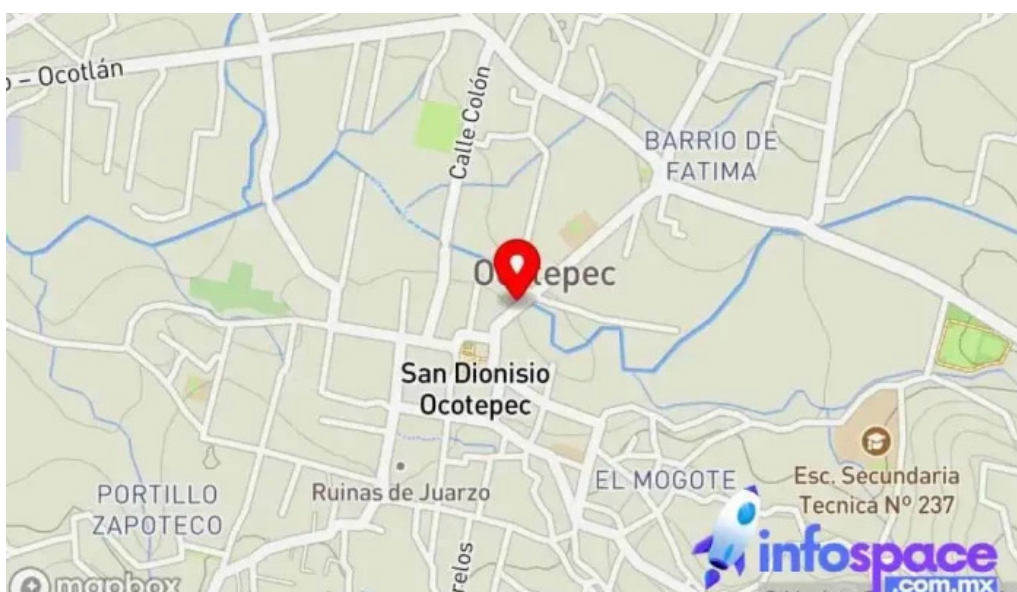 – Ocotlán
Calle Colón
BARRIO DE
FATIMA
San Dionisio
Ocotepec
PORTILLO
ZAPOTECO
Ruinas de Juarzo
EL MOGOTE
Esc. Secundaria
Tecnica Nº 237
infospace
.com.mx
mapbox